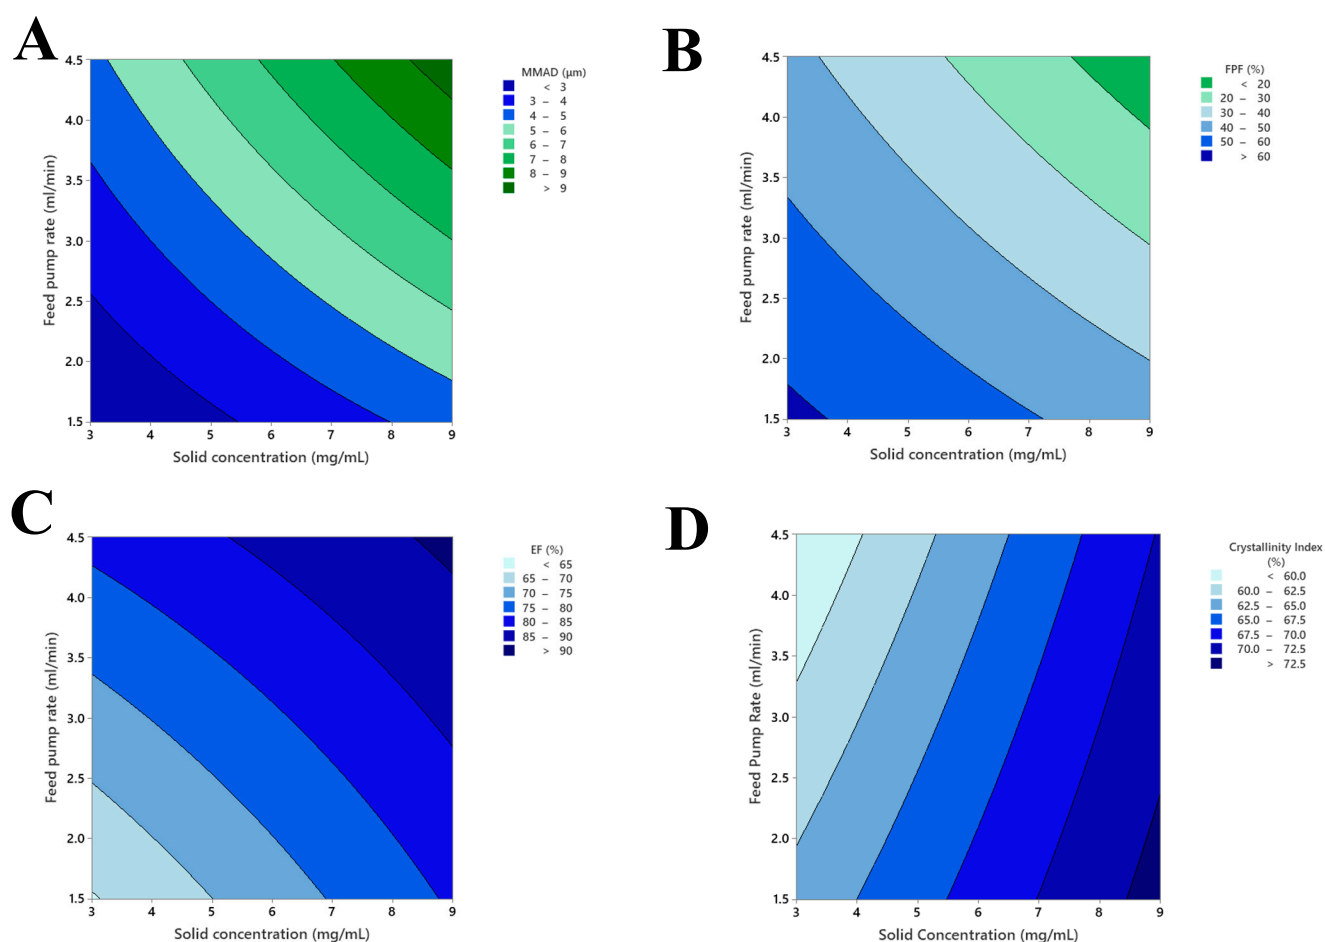 A
MMAD (μm)
< 3
3 – 4
4 – 5
5 – 6
6 – 7
7 – 8
8 – 9
> 9
Feed pump rate (ml/min)
4.5
4.0
3.5
3.0
2.5
2.0
1.5
3 4 5 6 7 8 9
Solid concentration (mg/mL)
B
FPF (%)
< 20
20 – 30
30 – 40
40 – 50
50 – 60
> 60
Feed pump rate (ml/min)
4.5
4.0
3.5
3.0
2.5
2.0
1.5
3 4 5 6 7 8 9
Solid concentration (mg/mL)
C
EF (%)
< 65
65 – 70
70 – 75
75 – 80
80 – 85
85 – 90
> 90
Feed pump rate (ml/min)
4.5
4.0
3.5
3.0
2.5
2.0
1.5
3 4 5 6 7 8 9
Solid concentration (mg/mL)
D
Crystallinity Index
(%)
< 60.0
60.0 – 62.5
62.5 – 65.0
65.0 – 67.5
67.5 – 70.0
70.0 – 72.5
> 72.5
Feed Pump Rate (ml/min)
4.5
4.0
3.5
3.0
2.5
2.0
1.5
3 4 5 6 7 8 9
Solid Concentration (mg/mL)